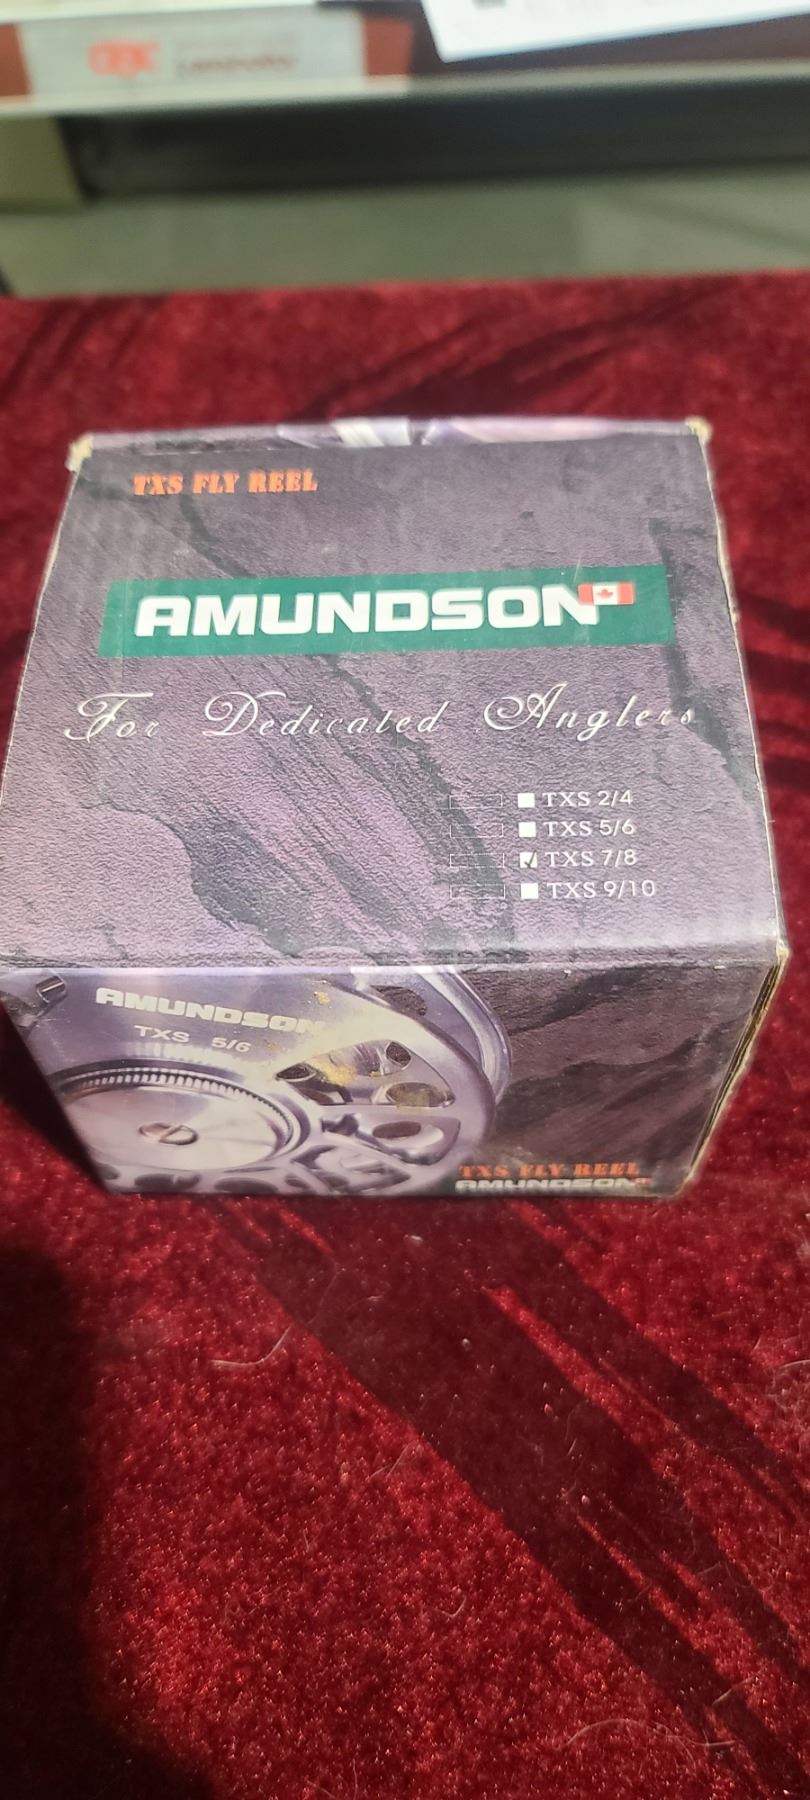 TXS FLY REEL
AMUNDSON
For Dedicated Anglers
TXS 2/4
TXS 5/6
TXS 7/8
TXS 9/10
AMUNDSON
TXS 5/6
TXS FLY REEL
AMUNDSON